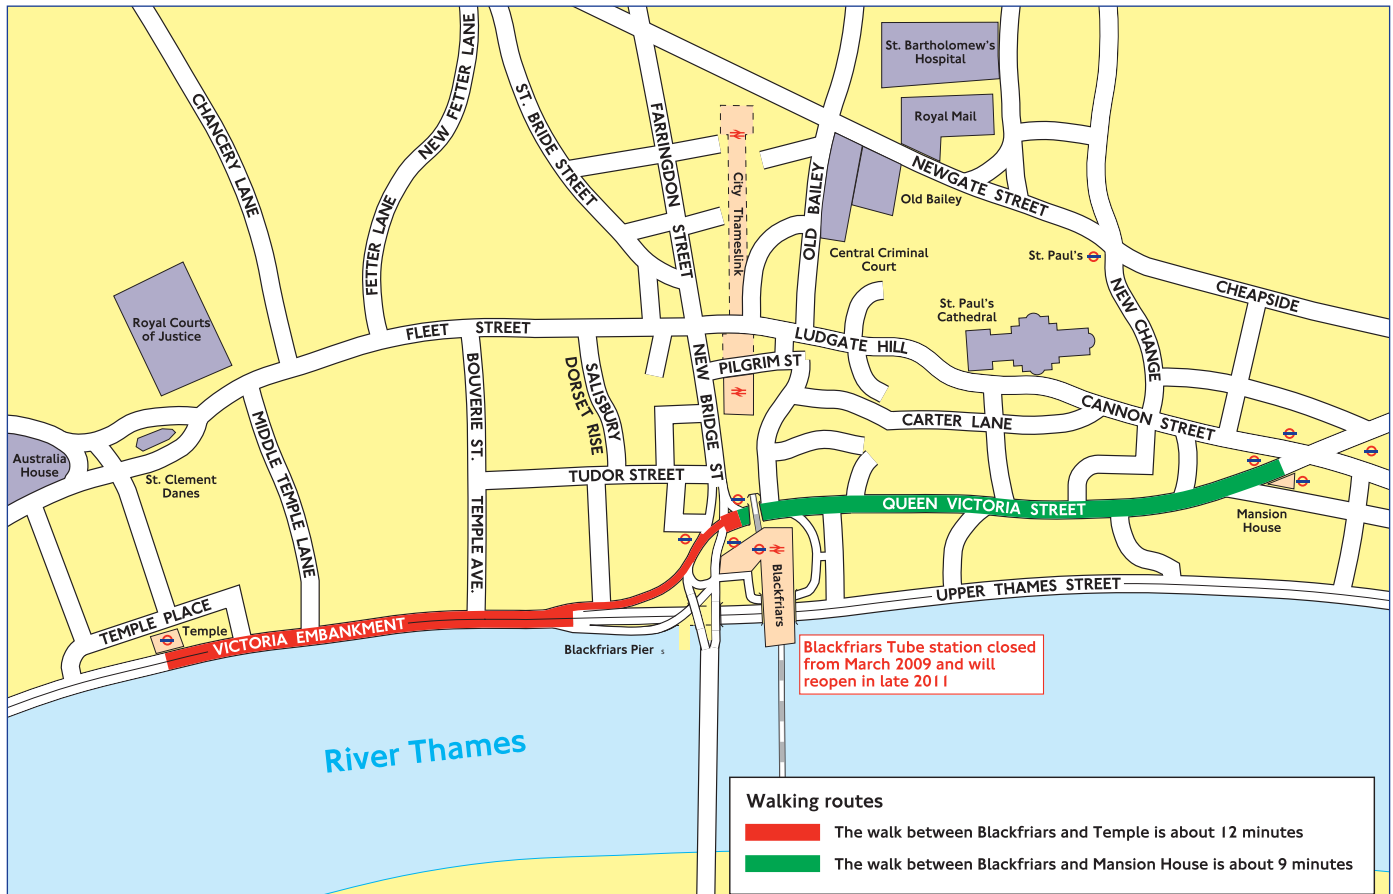 CHANCERY LANE
NEW FETTER LANE
FETTER LANE
ST. BRIDE STREET
FARRINGDON STREET
City Thameslink
OLD BAILEY
St. Bartholomew's
Hospital
Royal Mail
NEWGATE STREET
Old Bailey
Central Criminal
Court
St. Paul's
NEW CHANGE
CHEAPSIDE
St. Paul's
Cathedral
Royal Courts
of Justice
FLEET STREET
LUDGATE HILL
PILGRIM ST
NEW BRIDGE ST
BOUVERIE ST.
SALISBURY
DORSET RISE
CARTER LANE
CANNON STREET
MIDDLE TEMPLE LANE
Australia
House
St. Clement
Danes
TUDOR STREET
TEMPLE AVE.
QUEEN VICTORIA STREET
Mansion
House
Blackfriars
UPPER THAMES STREET
TEMPLE PLACE
Temple
VICTORIA EMBANKMENT
Blackfriars Pier
s
Blackfriars Tube station closed
from March 2009 and will
reopen in late 2011
River Thames
Walking routes
The walk between Blackfriars and Temple is about 12 minutes
The walk between Blackfriars and Mansion House is about 9 minutes